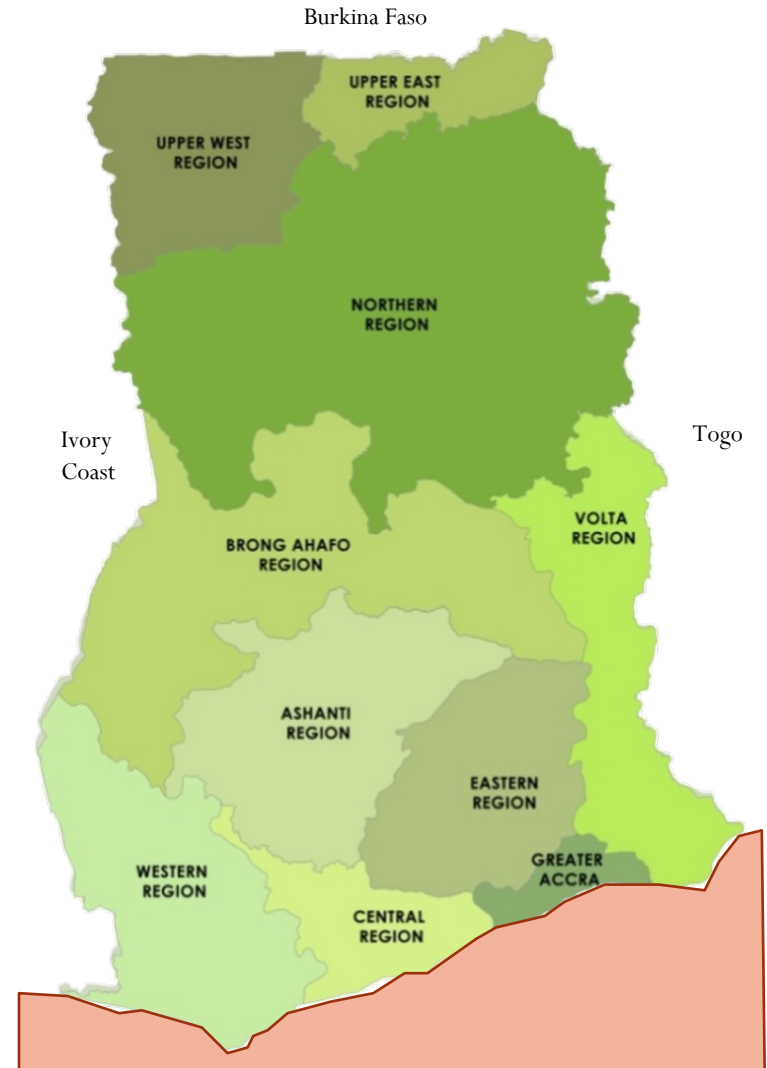 Burkina Faso
UPPER EAST
REGION
UPPER WEST
REGION
NORTHERN
REGION
Ivory
Coast
Togo
VOLTA
REGION
BRONG AHAFO
REGION
ASHANTI
REGION
EASTERN
REGION
GREATER
ACCRA
WESTERN
REGION
CENTRAL
REGION